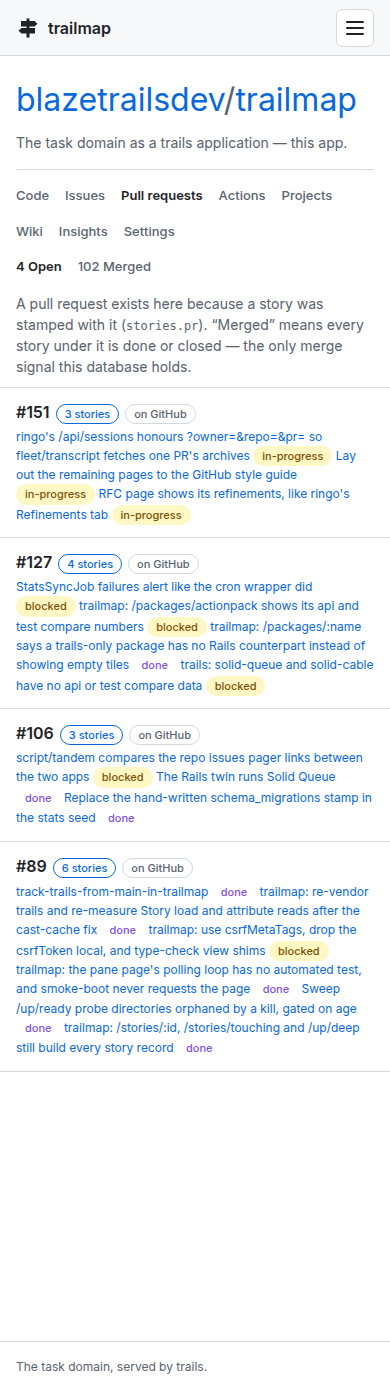 trailmap
blazetrailsdev/trailmap
The task domain as a trails application — this app.
Code Issues Pull requests Actions Projects
Wiki Insights Settings
4 Open 102 Merged
A pull request exists here because a story was
stamped with it (stories.pr). “Merged” means every
story under it is done or closed — the only merge
signal this database holds.
#151 3 stories on GitHub
ringo's /api/sessions honours ?owner=&repo=&pr= so
fleet/transcript fetches one PR's archives in-progress Lay
out the remaining pages to the GitHub style guide
in-progress RFC page shows its refinements, like ringo's
Refinements tab in-progress
#127 4 stories on GitHub
StatsSyncJob failures alert like the cron wrapper did
blocked trailmap: /packages/actionpack shows its api and
test compare numbers blocked trailmap: /packages/:name
says a trails-only package has no Rails counterpart instead of
showing empty tiles done trails: solid-queue and solid-cable
have no api or test compare data blocked
#106 3 stories on GitHub
script/tandem compares the repo issues pager links between
the two apps blocked The Rails twin runs Solid Queue
done Replace the hand-written schema_migrations stamp in
the stats seed done
#89 6 stories on GitHub
track-trails-from-main-in-trailmap done trailmap: re-vendor
trails and re-measure Story load and attribute reads after the
cast-cache fix done trailmap: use csrfMetaTags, drop the
csrfToken local, and type-check view shims blocked
trailmap: the pane page's polling loop has no automated test,
and smoke-boot never requests the page done Sweep
/up/ready probe directories orphaned by a kill, gated on age
done trailmap: /stories/:id, /stories/touching and /up/deep
still build every story record done
The task domain, served by trails.